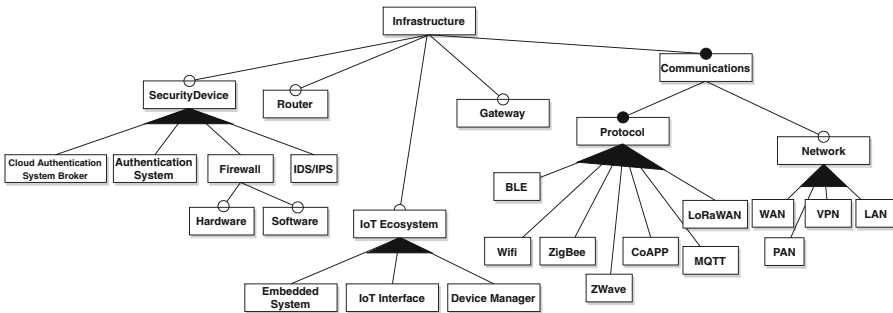 Infrastructure
Communications
SecurityDevice
Router
Gateway
Protocol
Network
Cloud Authentication
System Broker
Authentication
System
Firewall
IDS/IPS
BLE
LoRaWAN
WAN
VPN
LAN
Hardware
Software
IoT Ecosystem
Wifi
ZigBee
CoAPP
MQTT
PAN
ZWave
Embedded
System
IoT Interface
Device Manager